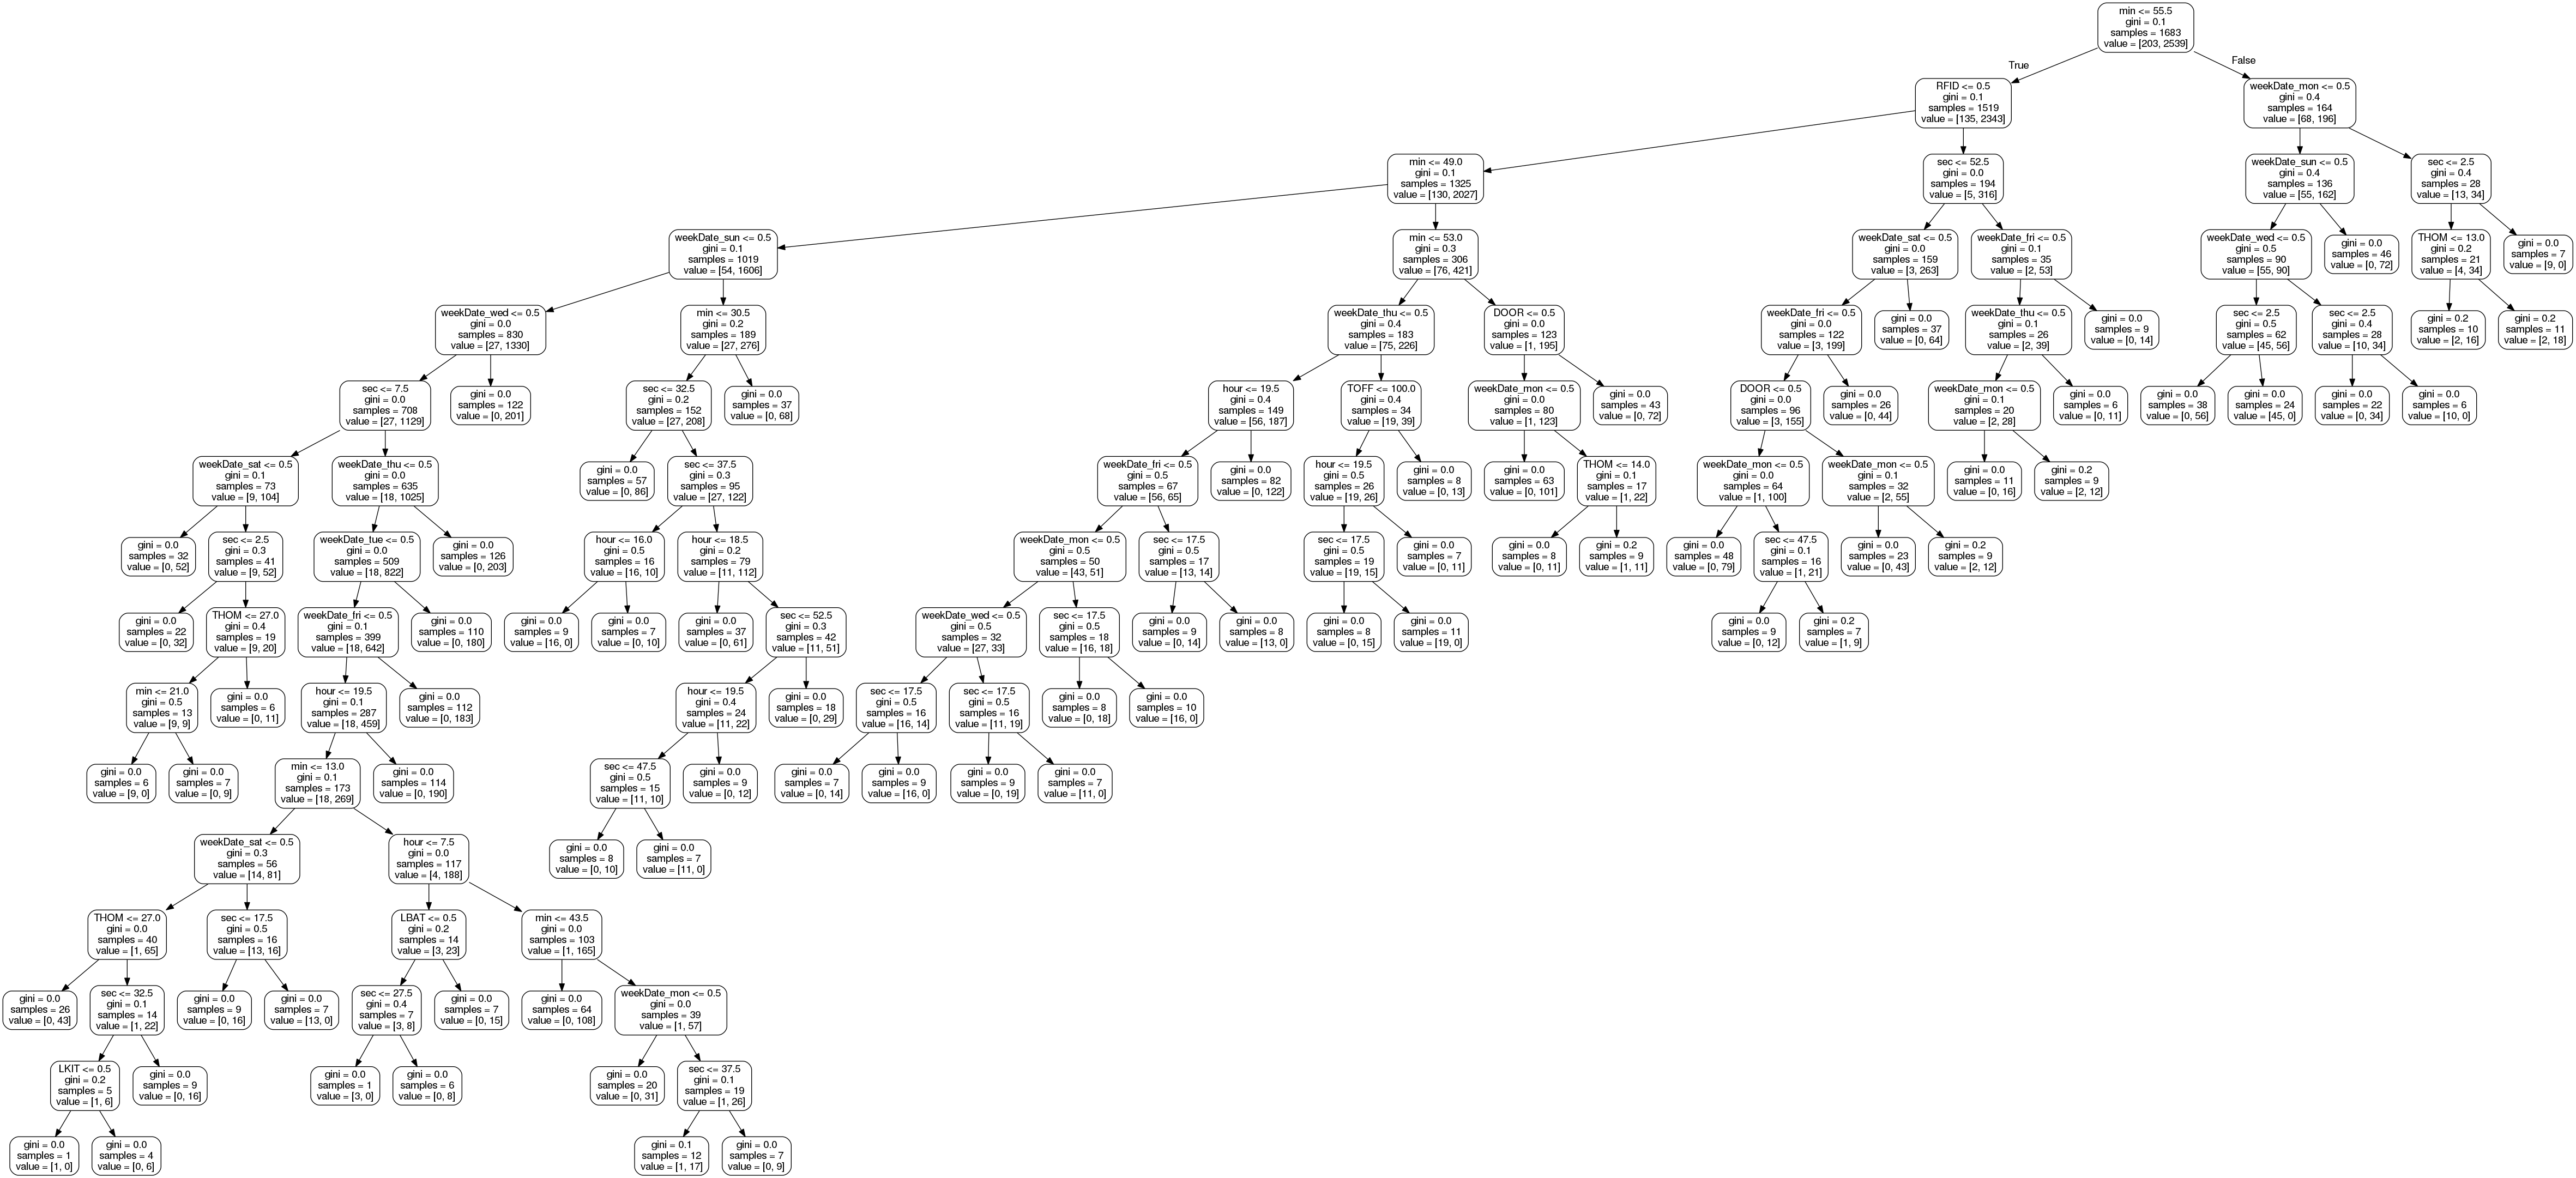 min <= 55.5
gini = 0.1
samples = 1683
value = [203, 2539]
True
False
RFID <= 0.5
gini = 0.1
samples = 1519
value = [135, 2343]
weekDate_mon <= 0.5
gini = 0.4
samples = 164
value = [68, 196]
min <= 49.0
gini = 0.1
samples = 1325
value = [130, 2027]
sec <= 52.5
gini = 0.0
samples = 194
value = [5, 316]
weekDate_sun <= 0.5
gini = 0.4
samples = 136
value = [55, 162]
sec <= 2.5
gini = 0.4
samples = 28
value = [13, 34]
weekDate_sun <= 0.5
gini = 0.1
samples = 1019
value = [54, 1606]
min <= 53.0
gini = 0.3
samples = 306
value = [76, 421]
weekDate_sat <= 0.5
gini = 0.0
samples = 159
value = [3, 263]
weekDate_fri <= 0.5
gini = 0.1
samples = 35
value = [2, 53]
weekDate_wed <= 0.5
gini = 0.5
samples = 90
value = [55, 90]
gini = 0.0
samples = 46
value = [0, 72]
THOM <= 13.0
gini = 0.2
samples = 21
value = [4, 34]
gini = 0.0
samples = 7
value = [9, 0]
weekDate_wed <= 0.5
gini = 0.0
samples = 830
value = [27, 1330]
min <= 30.5
gini = 0.2
samples = 189
value = [27, 276]
weekDate_thu <= 0.5
gini = 0.4
samples = 183
value = [75, 226]
DOOR <= 0.5
gini = 0.0
samples = 123
value = [1, 195]
weekDate_fri <= 0.5
gini = 0.0
samples = 122
value = [3, 199]
gini = 0.0
samples = 37
value = [0, 64]
weekDate_thu <= 0.5
gini = 0.1
samples = 26
value = [2, 39]
gini = 0.0
samples = 9
value = [0, 14]
sec <= 2.5
gini = 0.5
samples = 62
value = [45, 56]
sec <= 2.5
gini = 0.4
samples = 28
value = [10, 34]
gini = 0.2
samples = 10
value = [2, 16]
gini = 0.2
samples = 11
value = [2, 18]
sec <= 7.5
gini = 0.0
samples = 708
value = [27, 1129]
gini = 0.0
samples = 122
value = [0, 201]
sec <= 32.5
gini = 0.2
samples = 152
value = [27, 208]
gini = 0.0
samples = 37
value = [0, 68]
hour <= 19.5
gini = 0.4
samples = 149
value = [56, 187]
TOFF <= 100.0
gini = 0.4
samples = 34
value = [19, 39]
weekDate_mon <= 0.5
gini = 0.0
samples = 80
value = [1, 123]
gini = 0.0
samples = 43
value = [0, 72]
DOOR <= 0.5
gini = 0.0
samples = 96
value = [3, 155]
gini = 0.0
samples = 26
value = [0, 44]
weekDate_mon <= 0.5
gini = 0.1
samples = 20
value = [2, 28]
gini = 0.0
samples = 6
value = [0, 11]
gini = 0.0
samples = 38
value = [0, 56]
gini = 0.0
samples = 24
value = [45, 0]
gini = 0.0
samples = 22
value = [0, 34]
gini = 0.0
samples = 6
value = [10, 0]
weekDate_sat <= 0.5
gini = 0.1
samples = 73
value = [9, 104]
weekDate_thu <= 0.5
gini = 0.0
samples = 635
value = [18, 1025]
gini = 0.0
samples = 57
value = [0, 86]
sec <= 37.5
gini = 0.3
samples = 95
value = [27, 122]
weekDate_fri <= 0.5
gini = 0.5
samples = 67
value = [56, 65]
gini = 0.0
samples = 82
value = [0, 122]
hour <= 19.5
gini = 0.5
samples = 26
value = [19, 26]
gini = 0.0
samples = 8
value = [0, 13]
gini = 0.0
samples = 63
value = [0, 101]
THOM <= 14.0
gini = 0.1
samples = 17
value = [1, 22]
weekDate_mon <= 0.5
gini = 0.0
samples = 64
value = [1, 100]
weekDate_mon <= 0.5
gini = 0.1
samples = 32
value = [2, 55]
gini = 0.0
samples = 11
value = [0, 16]
gini = 0.2
samples = 9
value = [2, 12]
gini = 0.0
samples = 32
value = [0, 52]
sec <= 2.5
gini = 0.3
samples = 41
value = [9, 52]
weekDate_tue <= 0.5
gini = 0.0
samples = 509
value = [18, 822]
gini = 0.0
samples = 126
value = [0, 203]
hour <= 16.0
gini = 0.5
samples = 16
value = [16, 10]
hour <= 18.5
gini = 0.2
samples = 79
value = [11, 112]
weekDate_mon <= 0.5
gini = 0.5
samples = 50
value = [43, 51]
sec <= 17.5
gini = 0.5
samples = 17
value = [13, 14]
sec <= 17.5
gini = 0.5
samples = 19
value = [19, 15]
gini = 0.0
samples = 7
value = [0, 11]
gini = 0.0
samples = 8
value = [0, 11]
gini = 0.2
samples = 9
value = [1, 11]
gini = 0.0
samples = 48
value = [0, 79]
sec <= 47.5
gini = 0.1
samples = 16
value = [1, 21]
gini = 0.0
samples = 23
value = [0, 43]
gini = 0.2
samples = 9
value = [2, 12]
gini = 0.0
samples = 22
value = [0, 32]
THOM <= 27.0
gini = 0.4
samples = 19
value = [9, 20]
weekDate_fri <= 0.5
gini = 0.1
samples = 399
value = [18, 642]
gini = 0.0
samples = 110
value = [0, 180]
gini = 0.0
samples = 9
value = [16, 0]
gini = 0.0
samples = 7
value = [0, 10]
gini = 0.0
samples = 37
value = [0, 61]
sec <= 52.5
gini = 0.3
samples = 42
value = [11, 51]
weekDate_wed <= 0.5
gini = 0.5
samples = 32
value = [27, 33]
sec <= 17.5
gini = 0.5
samples = 18
value = [16, 18]
gini = 0.0
samples = 9
value = [0, 14]
gini = 0.0
samples = 8
value = [13, 0]
gini = 0.0
samples = 8
value = [0, 15]
gini = 0.0
samples = 11
value = [19, 0]
gini = 0.0
samples = 9
value = [0, 12]
gini = 0.2
samples = 7
value = [1, 9]
min <= 21.0
gini = 0.5
samples = 13
value = [9, 9]
gini = 0.0
samples = 6
value = [0, 11]
hour <= 19.5
gini = 0.1
samples = 287
value = [18, 459]
gini = 0.0
samples = 112
value = [0, 183]
hour <= 19.5
gini = 0.4
samples = 24
value = [11, 22]
gini = 0.0
samples = 18
value = [0, 29]
sec <= 17.5
gini = 0.5
samples = 16
value = [16, 14]
sec <= 17.5
gini = 0.5
samples = 16
value = [11, 19]
gini = 0.0
samples = 8
value = [0, 18]
gini = 0.0
samples = 10
value = [16, 0]
gini = 0.0
samples = 6
value = [9, 0]
gini = 0.0
samples = 7
value = [0, 9]
min <= 13.0
gini = 0.1
samples = 173
value = [18, 269]
gini = 0.0
samples = 114
value = [0, 190]
sec <= 47.5
gini = 0.5
samples = 15
value = [11, 10]
gini = 0.0
samples = 9
value = [0, 12]
gini = 0.0
samples = 7
value = [0, 14]
gini = 0.0
samples = 9
value = [16, 0]
gini = 0.0
samples = 9
value = [0, 19]
gini = 0.0
samples = 7
value = [11, 0]
weekDate_sat <= 0.5
gini = 0.3
samples = 56
value = [14, 81]
hour <= 7.5
gini = 0.0
samples = 117
value = [4, 188]
gini = 0.0
samples = 8
value = [0, 10]
gini = 0.0
samples = 7
value = [11, 0]
THOM <= 27.0
gini = 0.0
samples = 40
value = [1, 65]
sec <= 17.5
gini = 0.5
samples = 16
value = [13, 16]
LBAT <= 0.5
gini = 0.2
samples = 14
value = [3, 23]
min <= 43.5
gini = 0.0
samples = 103
value = [1, 165]
gini = 0.0
samples = 26
value = [0, 43]
sec <= 32.5
gini = 0.1
samples = 14
value = [1, 22]
gini = 0.0
samples = 9
value = [0, 16]
gini = 0.0
samples = 7
value = [13, 0]
sec <= 27.5
gini = 0.4
samples = 7
value = [3, 8]
gini = 0.0
samples = 7
value = [0, 15]
gini = 0.0
samples = 64
value = [0, 108]
weekDate_mon <= 0.5
gini = 0.0
samples = 39
value = [1, 57]
LKIT <= 0.5
gini = 0.2
samples = 5
value = [1, 6]
gini = 0.0
samples = 9
value = [0, 16]
gini = 0.0
samples = 1
value = [3, 0]
gini = 0.0
samples = 6
value = [0, 8]
gini = 0.0
samples = 20
value = [0, 31]
sec <= 37.5
gini = 0.1
samples = 19
value = [1, 26]
gini = 0.0
samples = 1
value = [1, 0]
gini = 0.0
samples = 4
value = [0, 6]
gini = 0.1
samples = 12
value = [1, 17]
gini = 0.0
samples = 7
value = [0, 9]